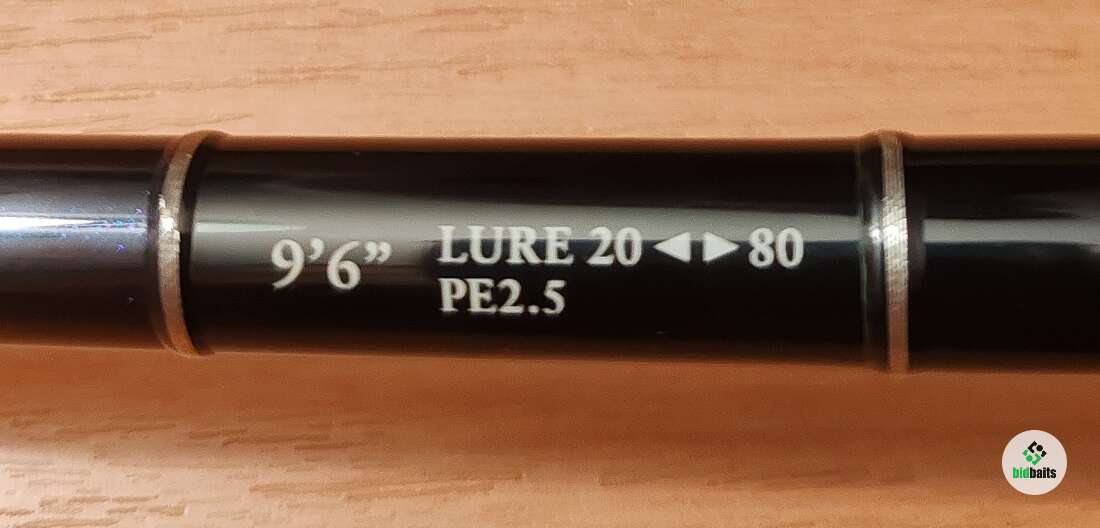 9’6”
LURE 20◀ ▶80
PE2.5
bidbaits